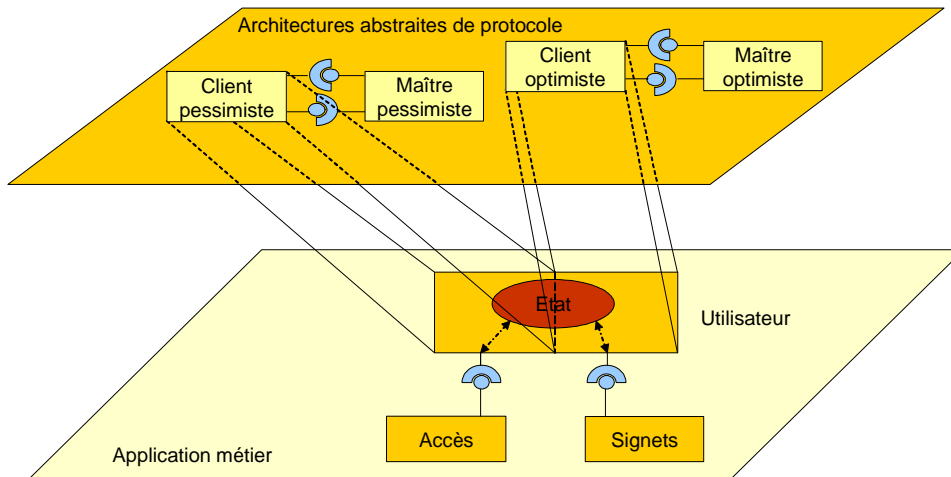 Architectures abstraites de protocole
Client
pessimiste
Maître
pessimiste
Client
optimiste
Maître
optimiste
Etat
Utilisateur
Accès
Signets
Application métier